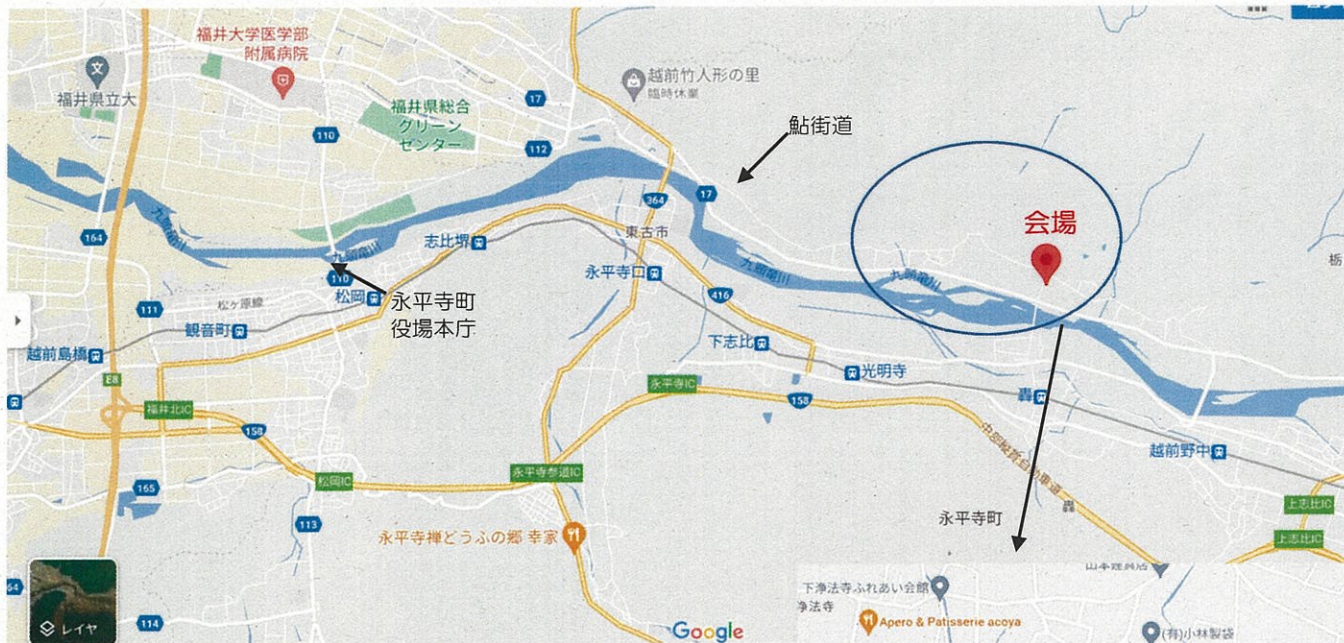 福井大学医学部
附属病院
福井県立大
17
越前竹人形の里
臨時休業
福井県総合
グリーン
センター
110
112
鮎街道
17
364
会場
九頭竜川
164
九頭竜川
志比堺
東古市
九頭竜川
九頭竜川
栃
110
永平寺口
416
松ヶ原線
松岡
永平寺町
役場本庁
111
観音町
越前島橋
下志比
光明寺
E8
永平寺IC
158
轟
福井北IC
158
中部縦貫自動車道
越前野中
永平寺参道IC
松岡IC
165
轟
上志比IC
113
永平寺町
永平寺禅どうふの郷 幸家
上志比IC
64
下浄法寺ふれあい会館
浄法寺
レイヤ
114
Google
Apero & Patisserie acoya
(有)小林製袋